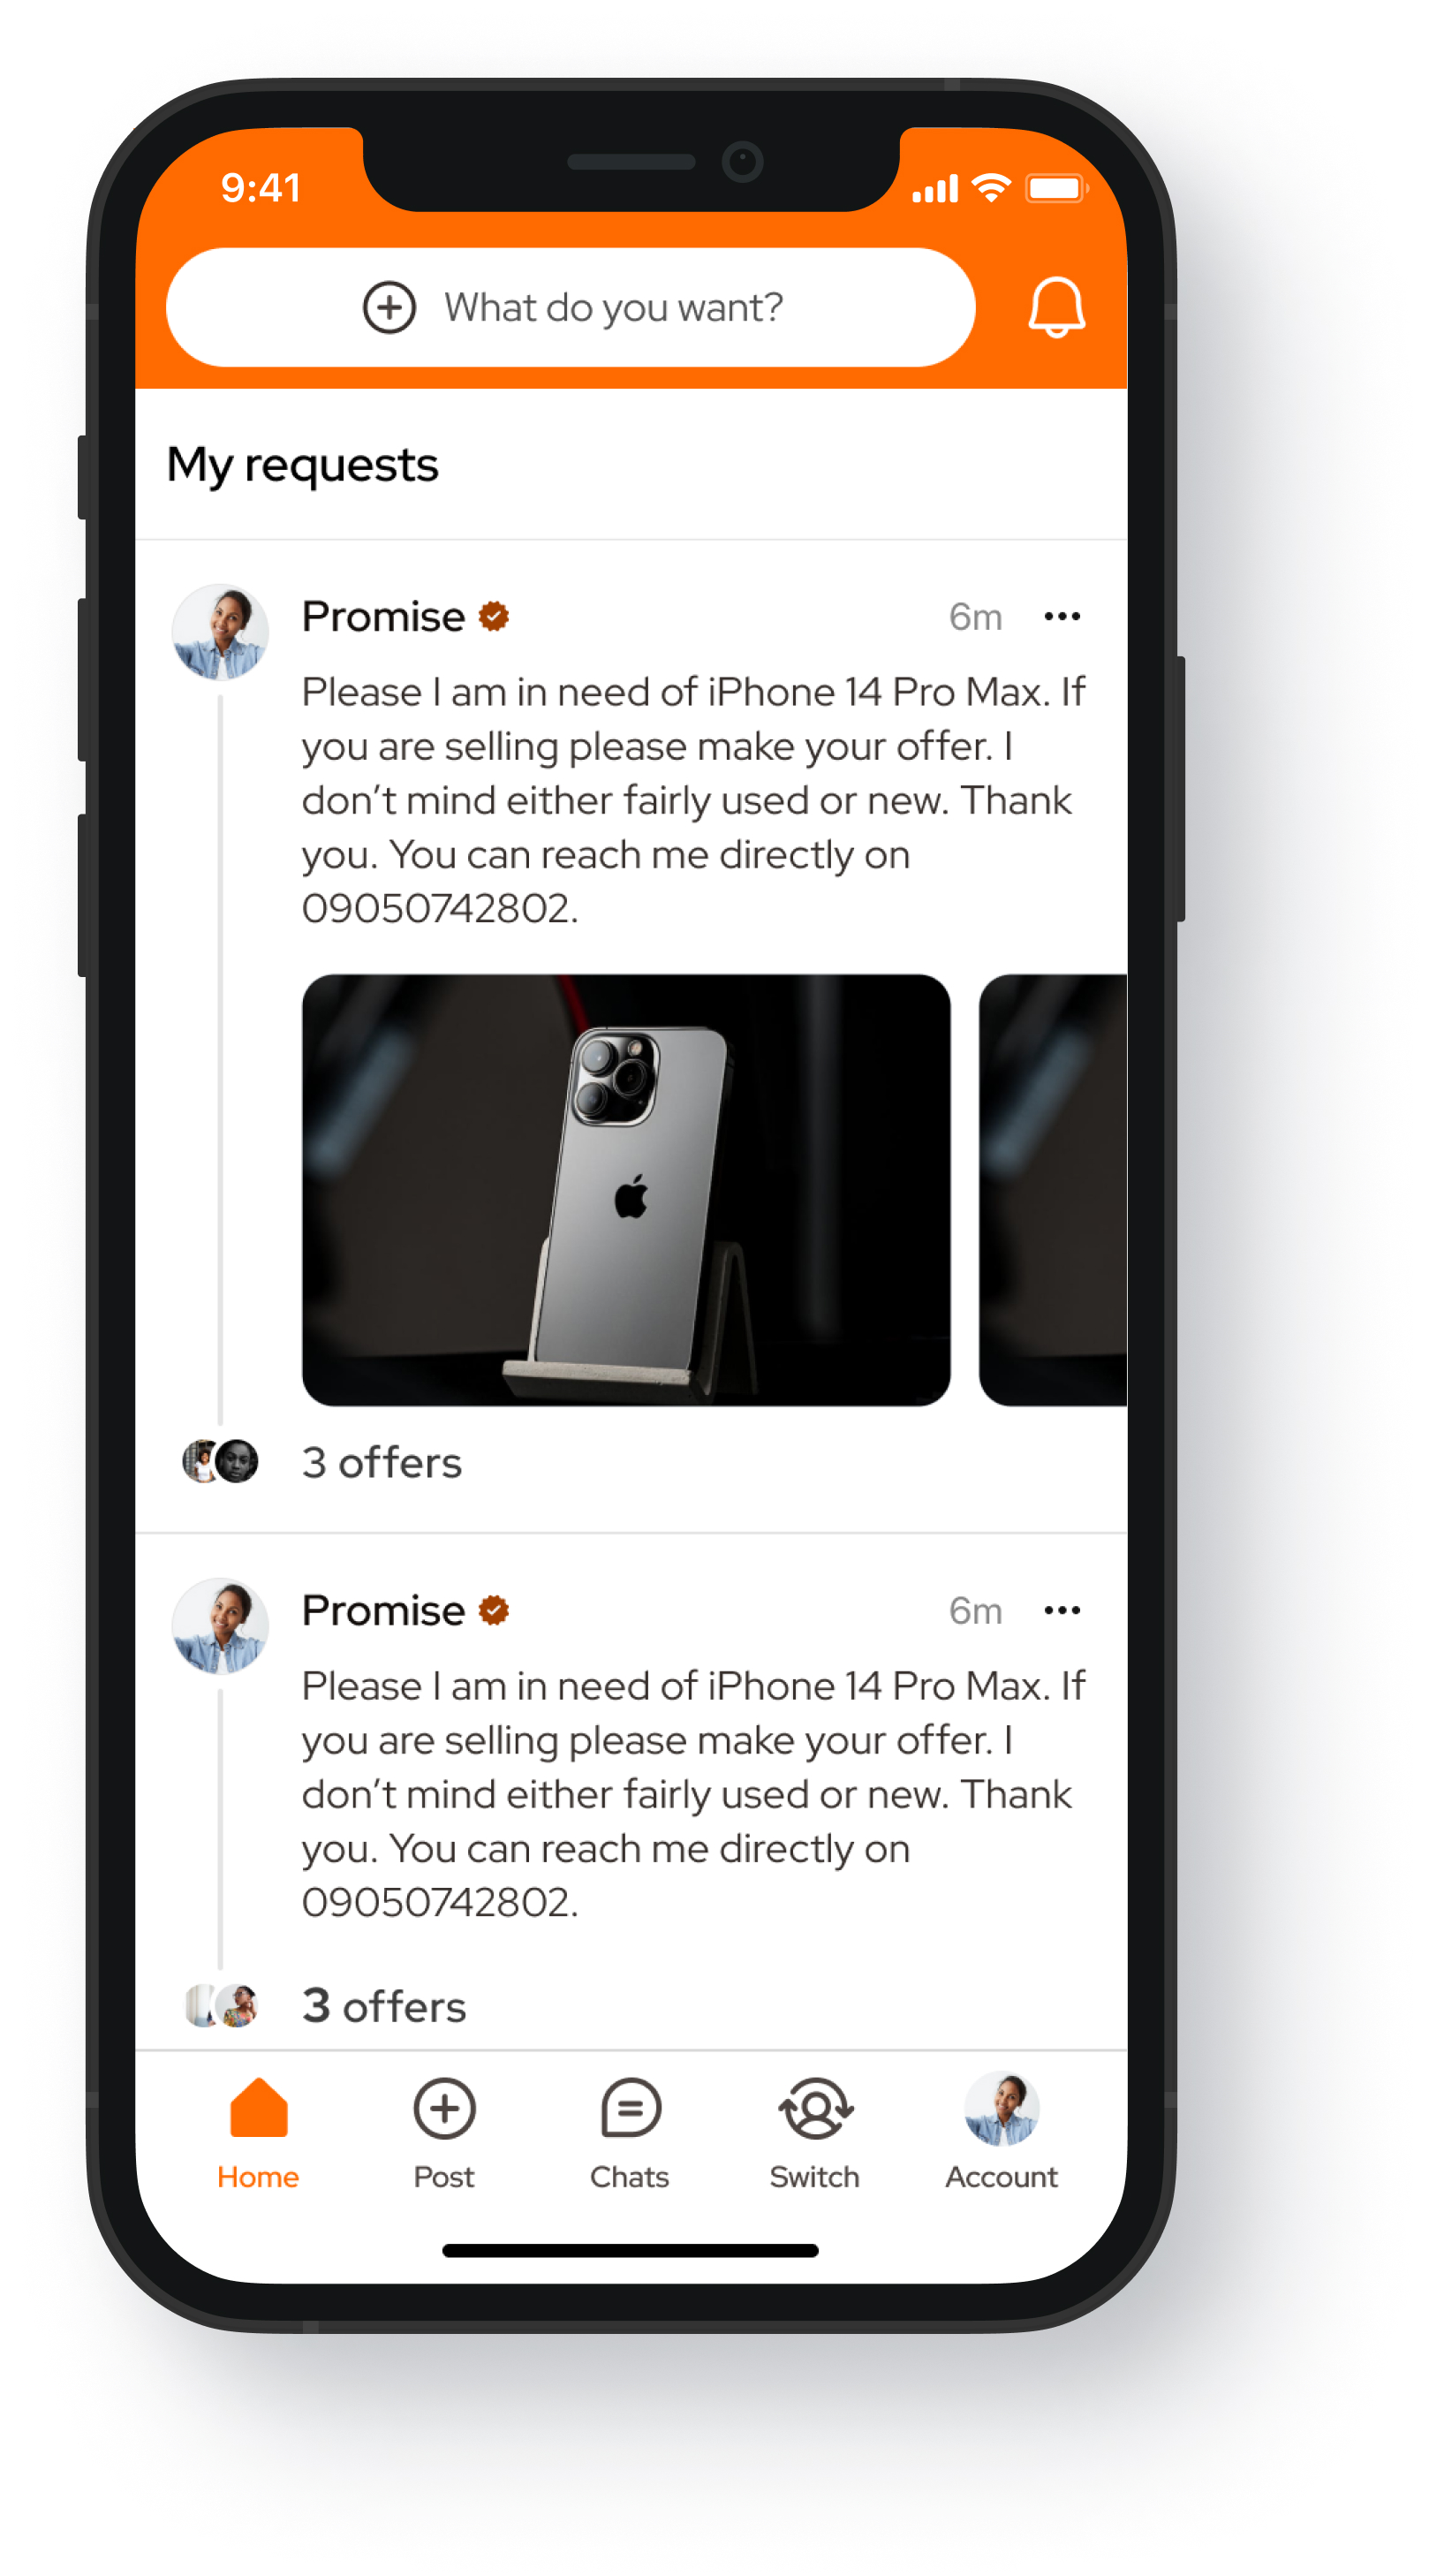 9:41
What do you want?
My requests
Promise
6m
Please I am in need of iPhone 14 Pro Max. If
you are selling please make your offer. I
don’t mind either fairly used or new. Thank
you. You can reach me directly on
09050742802.
3 offers
Promise
6m
Please I am in need of iPhone 14 Pro Max. If
you are selling please make your offer. I
don’t mind either fairly used or new. Thank
you. You can reach me directly on
09050742802.
3 offers
Home
Post
Chats
Switch
Account